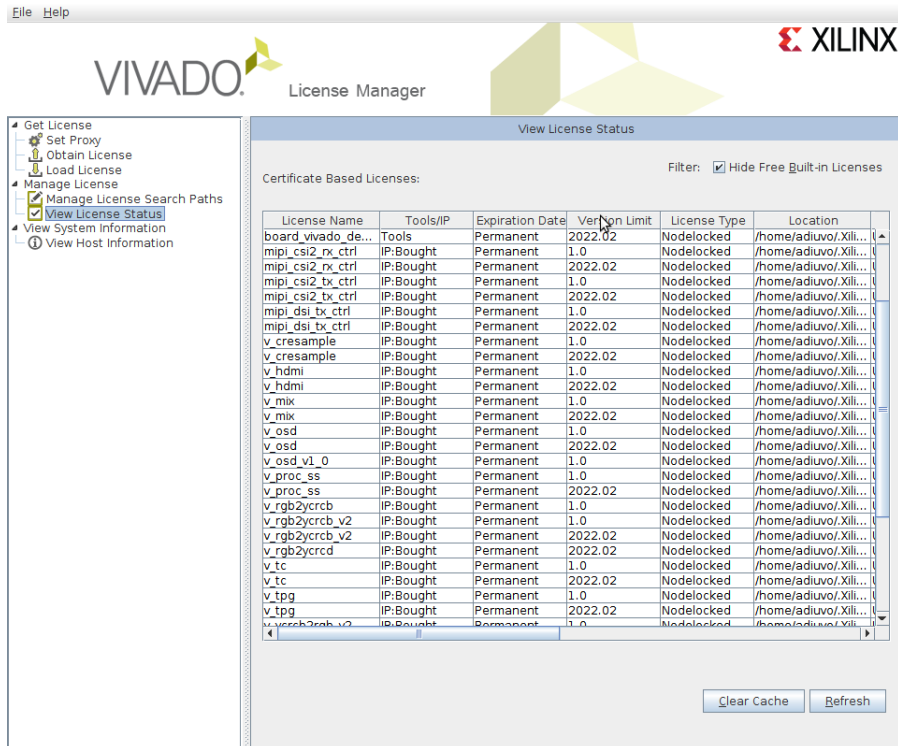 File Help
XILINX
VIVADO.
License Manager
Get License
Set Proxy
Obtain License
Load License
Manage License
Manage License Search Paths
View License Status
View System Information
View Host Information
View License Status
Filter: Hide Free Built-in Licenses
Certificate Based Licenses:
License Name Tools/IP Expiration Date Version Limit License Type Location
board_vivado_de... Tools Permanent 2022.02 Nodelocked /home/adiuvo/.Xili...
mipi_csi2_rx_ctrl IP:Bought Permanent 1.0 Nodelocked /home/adiuvo/.Xili...
mipi_csi2_rx_ctrl IP:Bought Permanent 2022.02 Nodelocked /home/adiuvo/.Xili...
mipi_csi2_tx_ctrl IP:Bought Permanent 1.0 Nodelocked /home/adiuvo/.Xili...
mipi_csi2_tx_ctrl IP:Bought Permanent 2022.02 Nodelocked /home/adiuvo/.Xili...
mipi_dsi_tx_ctrl IP:Bought Permanent 1.0 Nodelocked /home/adiuvo/.Xili...
mipi_dsi_tx_ctrl IP:Bought Permanent 2022.02 Nodelocked /home/adiuvo/.Xili...
v_cresample IP:Bought Permanent 1.0 Nodelocked /home/adiuvo/.Xili...
v_cresample IP:Bought Permanent 2022.02 Nodelocked /home/adiuvo/.Xili...
v_hdmi IP:Bought Permanent 1.0 Nodelocked /home/adiuvo/.Xili...
v_hdmi IP:Bought Permanent 2022.02 Nodelocked /home/adiuvo/.Xili...
v_mix IP:Bought Permanent 1.0 Nodelocked /home/adiuvo/.Xili...
v_mix IP:Bought Permanent 2022.02 Nodelocked /home/adiuvo/.Xili...
v_osd IP:Bought Permanent 1.0 Nodelocked /home/adiuvo/.Xili...
v_osd IP:Bought Permanent 2022.02 Nodelocked /home/adiuvo/.Xili...
v_osd_v1_0 IP:Bought Permanent 1.0 Nodelocked /home/adiuvo/.Xili...
v_proc_ss IP:Bought Permanent 1.0 Nodelocked /home/adiuvo/.Xili...
v_proc_ss IP:Bought Permanent 2022.02 Nodelocked /home/adiuvo/.Xili...
v_rgb2ycrcb IP:Bought Permanent 1.0 Nodelocked /home/adiuvo/.Xili...
v_rgb2ycrcb_v2 IP:Bought Permanent 1.0 Nodelocked /home/adiuvo/.Xili...
v_rgb2ycrcb_v2 IP:Bought Permanent 2022.02 Nodelocked /home/adiuvo/.Xili...
v_rgb2ycrcd IP:Bought Permanent 2022.02 Nodelocked /home/adiuvo/.Xili...
v_tc IP:Bought Permanent 1.0 Nodelocked /home/adiuvo/.Xili...
v_tc IP:Bought Permanent 2022.02 Nodelocked /home/adiuvo/.Xili...
v_tpg IP:Bought Permanent 1.0 Nodelocked /home/adiuvo/.Xili...
v_tpg IP:Bought Permanent 2022.02 Nodelocked /home/adiuvo/.Xili...
v_ycrcb2rgb_v2 IP:Bought Permanent 1.0 Nodelocked /home/adiuvo/.Xili...
Clear Cache Refresh